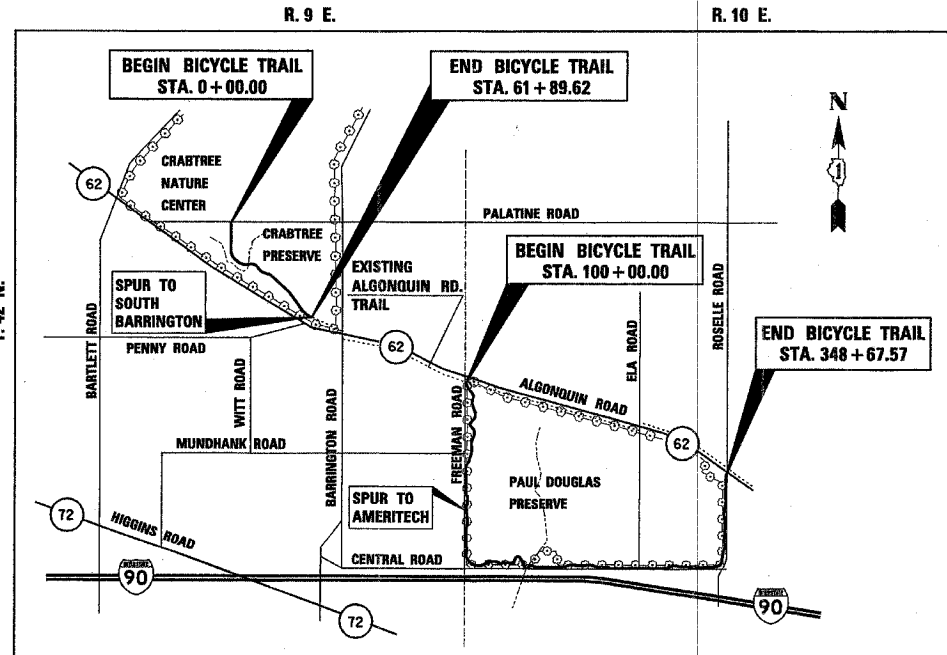 R. 9 E.
R. 10 E.
BEGIN BICYCLE TRAIL
STA. 0+00.00
END BICYCLE TRAIL
STA. 61+89.62
N
1
CRABTREE
NATURE
CENTER
62
PALATINE ROAD
CRABTREE
PRESERVE
BEGIN BICYCLE TRAIL
STA. 100+00.00
EXISTING
ALGONQUIN RD.
TRAIL
SPUR TO
SOUTH
BARRINGTON
T. 42 N.
PENNY ROAD
62
BARTLETT ROAD
WITT ROAD
BARRINGTON ROAD
FREEMAN ROAD
ELA ROAD
ROSELLE ROAD
END BICYCLE TRAIL
STA. 348+67.57
ALGONQUIN ROAD
62
MUNDHANK ROAD
PAUL DOUGLAS
PRESERVE
SPUR TO
AMERITECH
72
HIGGINS ROAD
CENTRAL ROAD
90
90
72